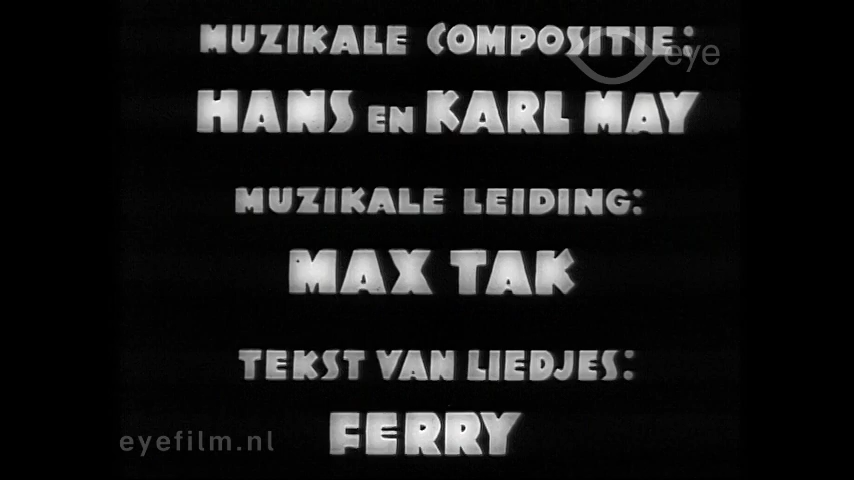 MUZIKALE COMPOSITIE:
eye
HANS EN KARL MAY
MUZIKALE LEIDING:
MAX TAK
TEKST VAN LIEDJES:
FERRY
eyefilm.nl